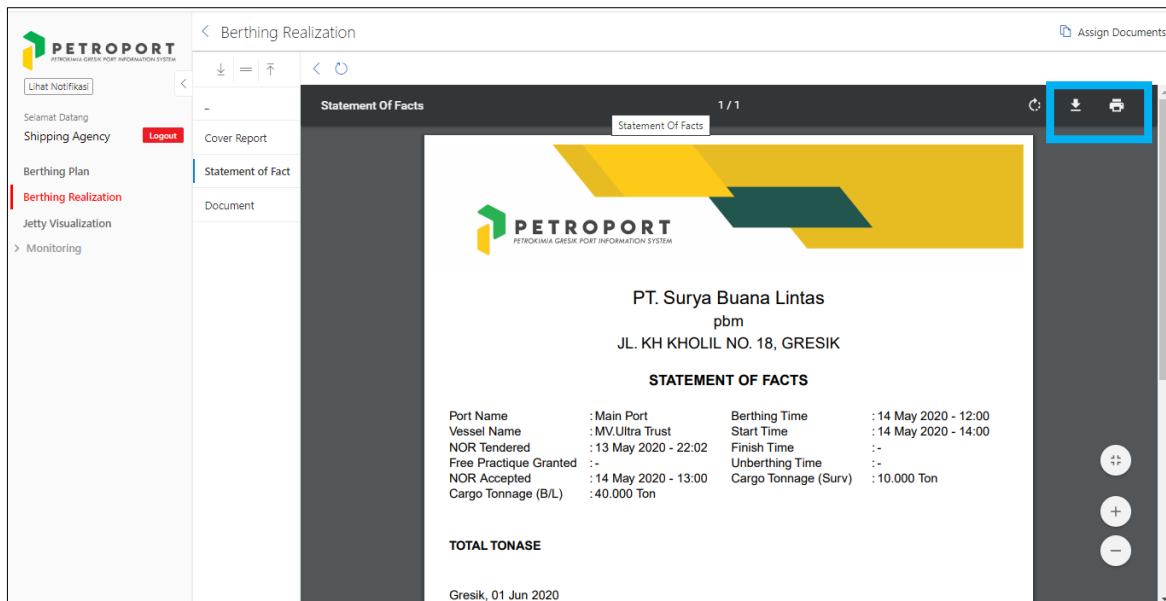 PETROPORT
PETROKIMIA GRESIK PORT INFORMATION SYSTEM
Lihat Notifikasi
Selamat Datang
Shipping Agency
Logout
Berthing Plan
Berthing Realization
Jetty Visualization
> Monitoring
< Berthing Realization
Assign Documents
-
Cover Report
Statement of Fact
Document
Statement Of Facts
1 / 1
Statement Of Facts
PETROPORT
PETROKIMIA GRESIK PORT INFORMATION SYSTEM
PT. Surya Buana Lintas
pbm
JL. KH KHOLIL NO. 18, GRESIK
STATEMENT OF FACTS
Port Name : Main Port Berthing Time : 14 May 2020 - 12:00
Vessel Name : MV.Ultra Trust Start Time : 14 May 2020 - 14:00
NOR Tendered : 13 May 2020 - 22:02 Finish Time :-
Free Practique Granted :- Unberthing Time :-
NOR Accepted : 14 May 2020 - 13:00 Cargo Tonnage (Surv) : 10.000 Ton
Cargo Tonnage (B/L) : 40.000 Ton
TOTAL TONASE
Gresik, 01 Jun 2020